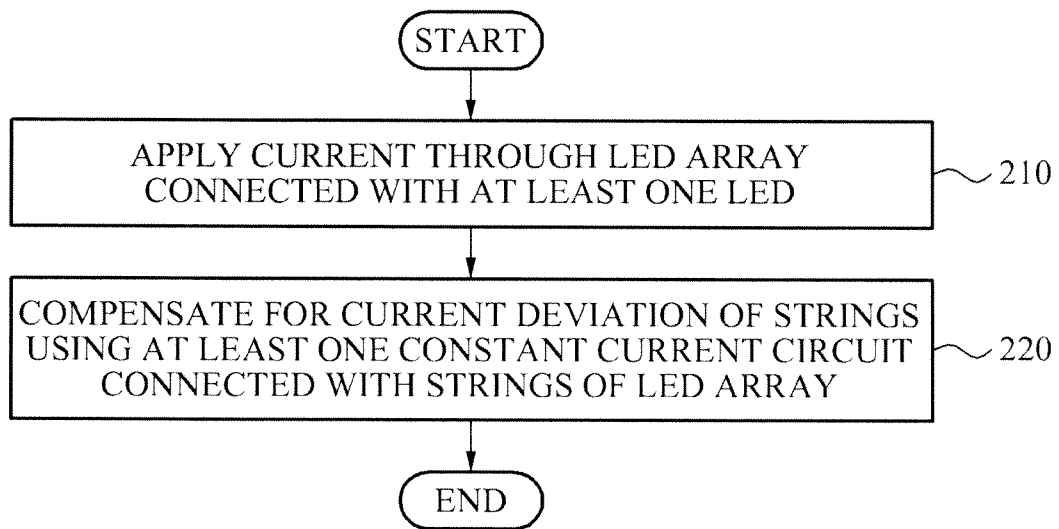 START
APPLY CURRENT THROUGH LED ARRAY
CONNECTED WITH AT LEAST ONE LED
210
COMPENSATE FOR CURRENT DEVIATION OF STRINGS
USING AT LEAST ONE CONSTANT CURRENT CIRCUIT
CONNECTED WITH STRINGS OF LED ARRAY
220
END